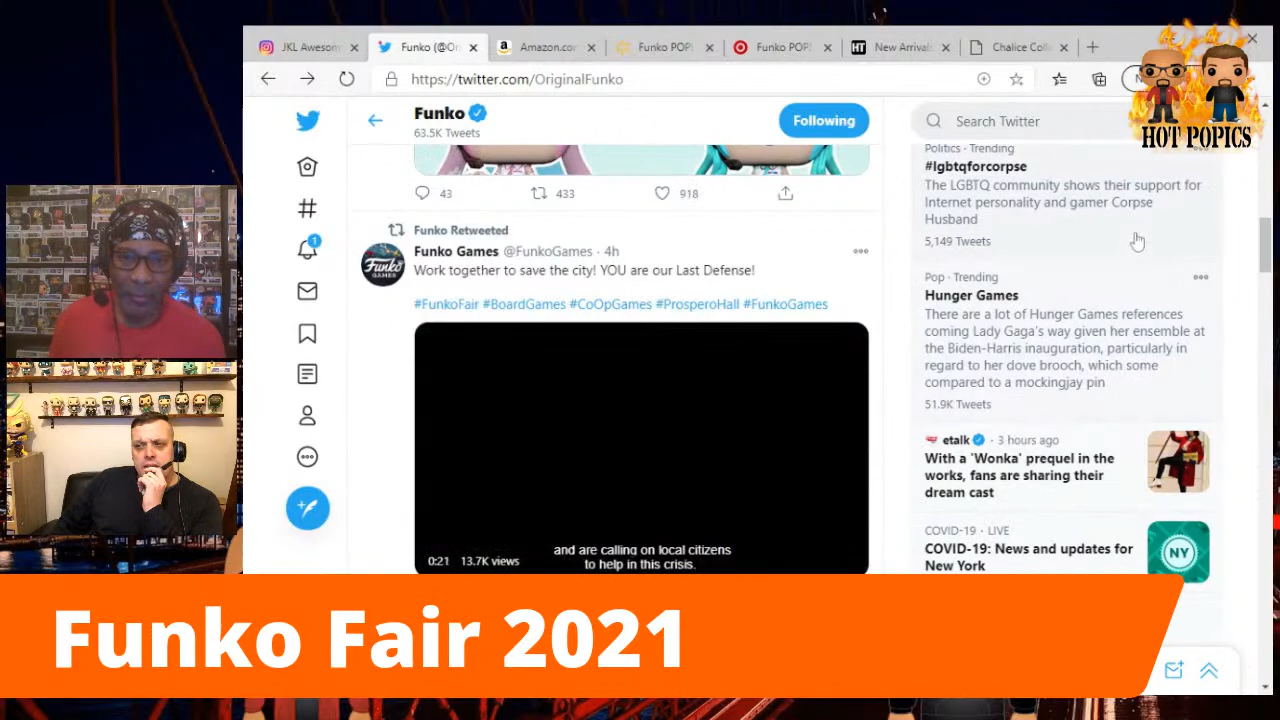 JKL Awesom
Funko (@Or
Amazon.co
Funko POP!
Funko POP!
HT New Arrivals
Chalice Coll
https://twitter.com/OriginalFunko
HOT POPICS
Funko
63.5K Tweets
Following
Search Twitter
43
433
918
Funko Retweeted
Funko Games @FunkoGames · 4h
Work together to save the city! YOU are our Last Defense!
#FunkoFair #BoardGames #CoOpGames #ProsperoHall #FunkoGames
Funko
GAMES
and are calling on local citizens
to help in this crisis.
0:21 13.7K views
1
Politics · Trending
#lgbtqforcorpse
The LGBTQ community shows their support for
Internet personality and gamer Corpse
Husband
5,149 Tweets
Pop · Trending
Hunger Games
There are a lot of Hunger Games references
coming Lady Gaga's way given her ensemble at
the Biden-Harris inauguration, particularly in
regard to her dove brooch, which some
compared to a mockingjay pin
51.9K Tweets
etalk · 3 hours ago
With a 'Wonka' prequel in the
works, fans are sharing their
dream cast
COVID-19 · LIVE
COVID-19: News and updates for
New York
NY
Funko Fair 2021